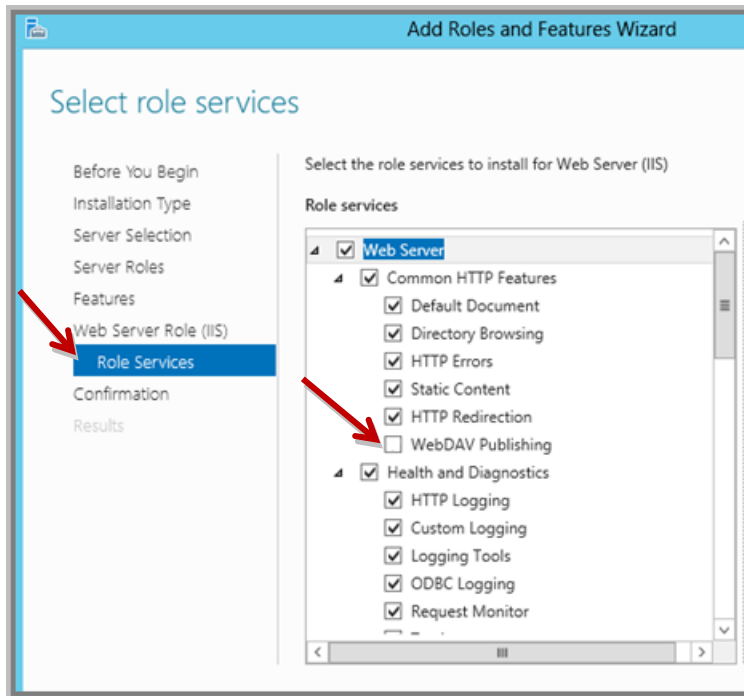 Add Roles and Features Wizard
Select role services
Before You Begin
Installation Type
Server Selection
Server Roles
Features
Web Server Role (IIS)
Role Services
Confirmation
Results
Select the role services to install for Web Server (IIS)
Role services
Web Server
Common HTTP Features
Default Document
Directory Browsing
HTTP Errors
Static Content
HTTP Redirection
WebDAV Publishing
Health and Diagnostics
HTTP Logging
Custom Logging
Logging Tools
ODBC Logging
Request Monitor